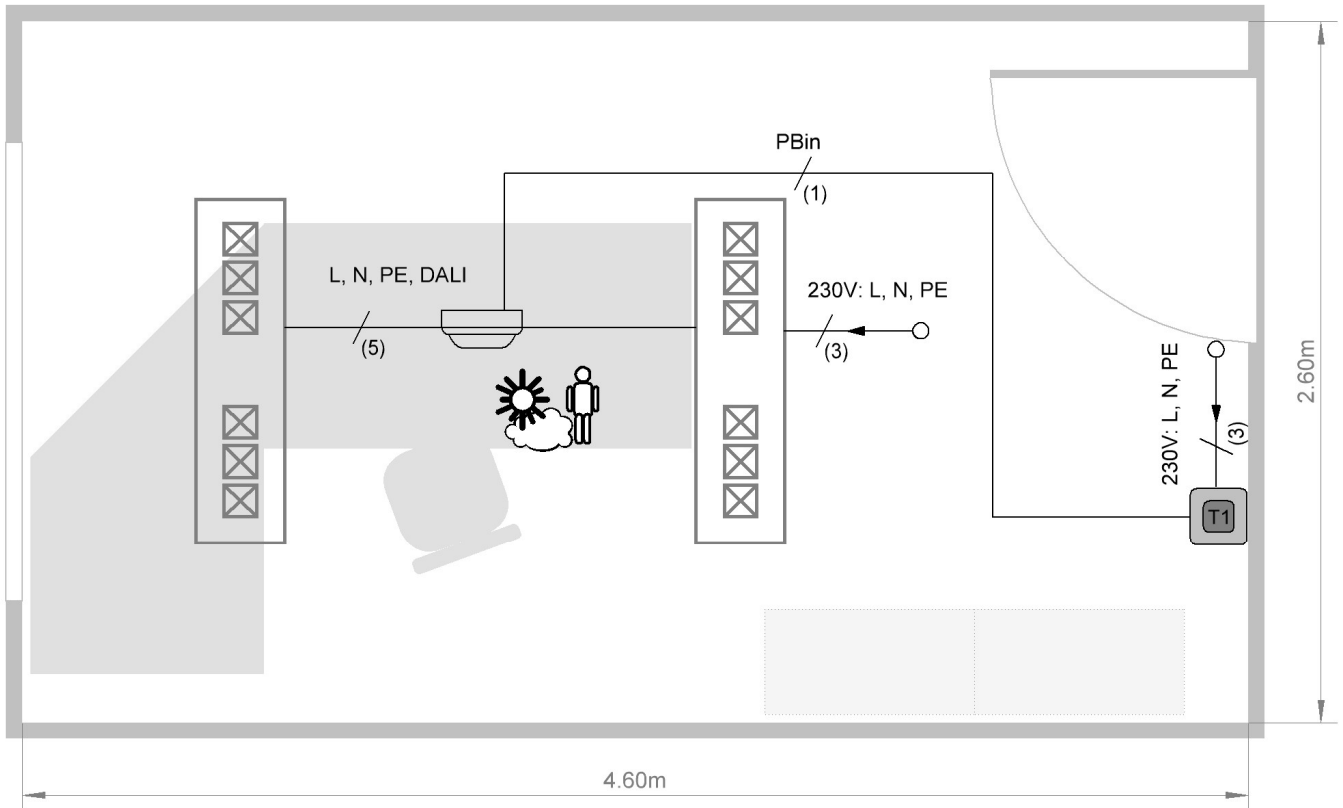 PBin
(1)
L, N, PE, DALI
(5)
230V: L, N, PE
(3)
230V: L, N, PE
(3)
T1
2.60m
4.60m